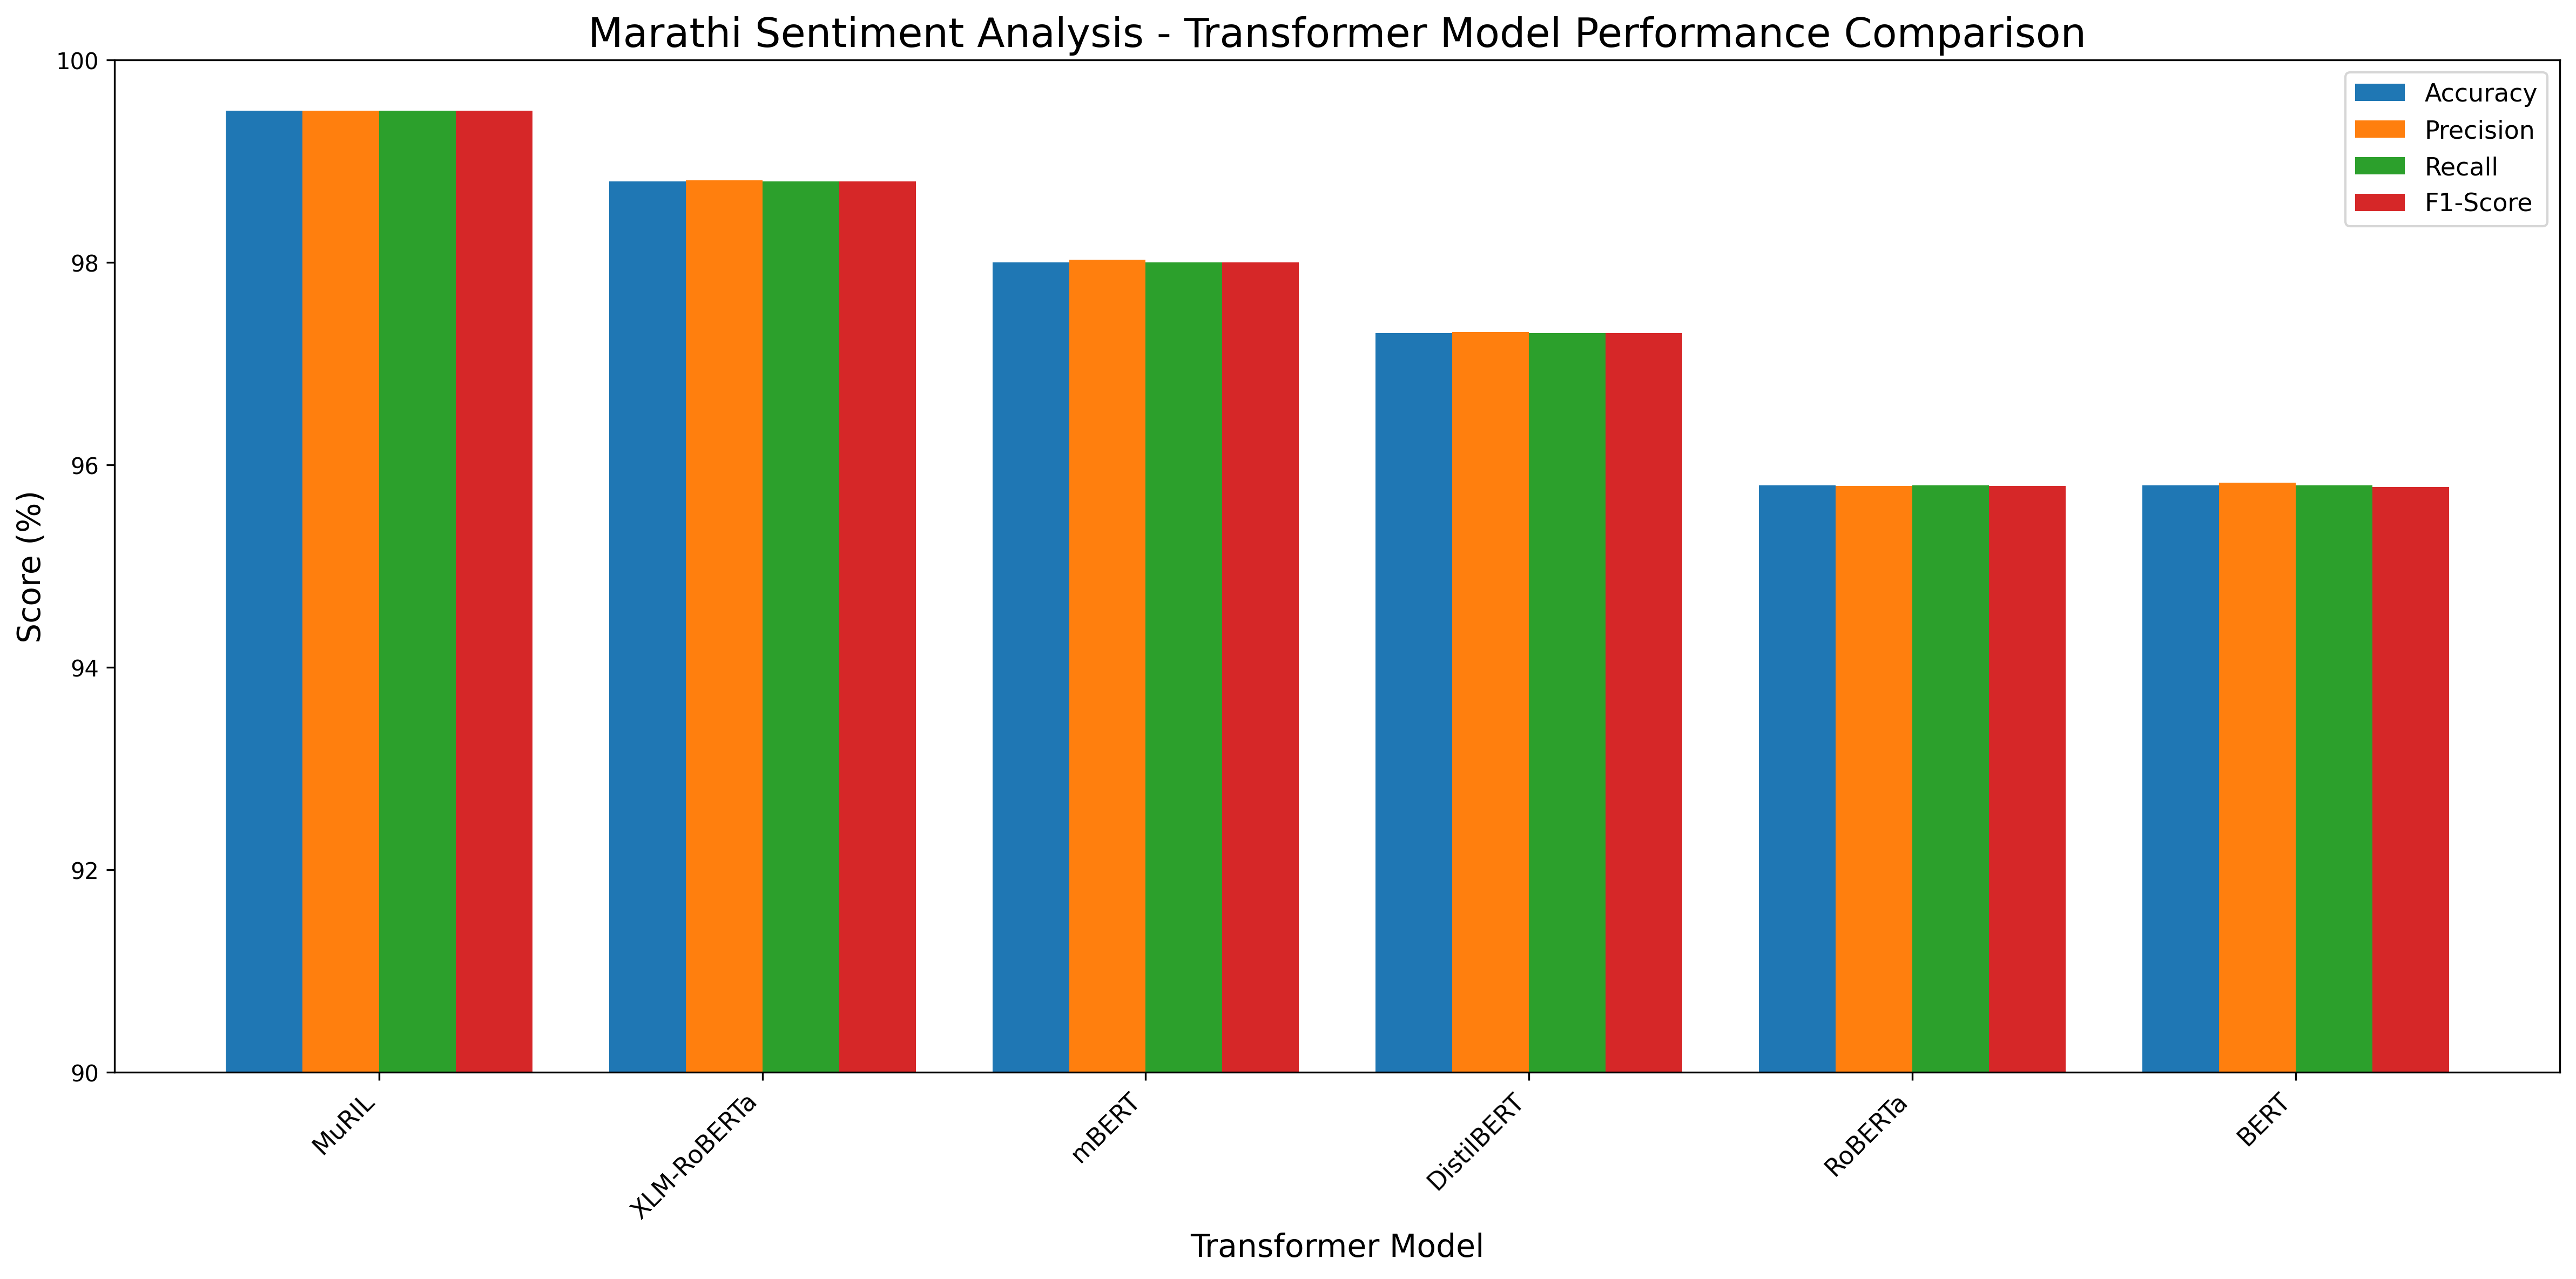 Marathi Sentiment Analysis - Transformer Model Performance Comparison
Accuracy
Precision
Recall
F1-Score
Score (%)
100
98
96
94
92
90
MuRIL
XLM-RoBERTa
mBERT
DistilBERT
RoBERTa
BERT
Transformer Model